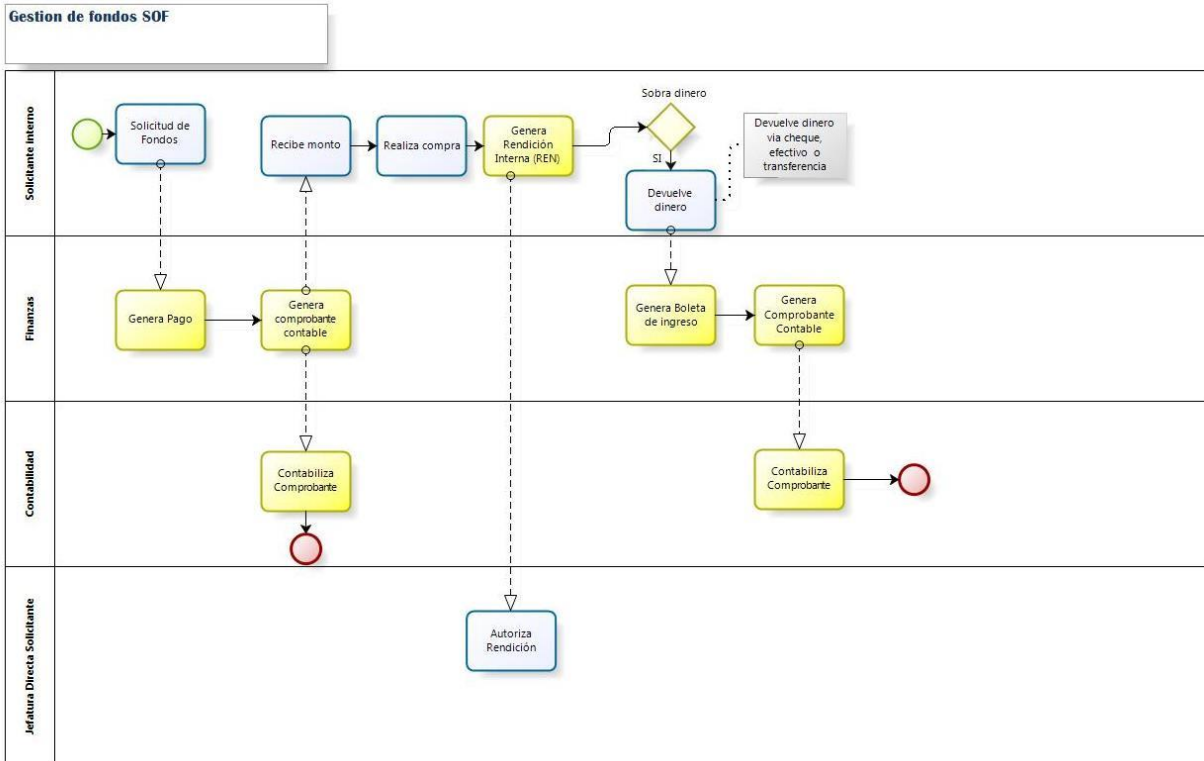 Gestion de fondos SOF
Solicitante interno
Solicitud de
Fondos
Recibe monto
Realiza compra
Genera
Rendición
Interna (REN)
Sobra dinero
SI
Devuelve
dinero
Devuelve dinero
via cheque,
efectivo o
transferencia
Finanzas
Genera Pago
Genera
comprobante
contable
Genera Boleta
de ingreso
Genera
Comprobante
Contable
Contabilidad
Contabiliza
Comprobante
Contabiliza
Comprobante
Jefatura Directa Solicitante
Autoriza
Rendición